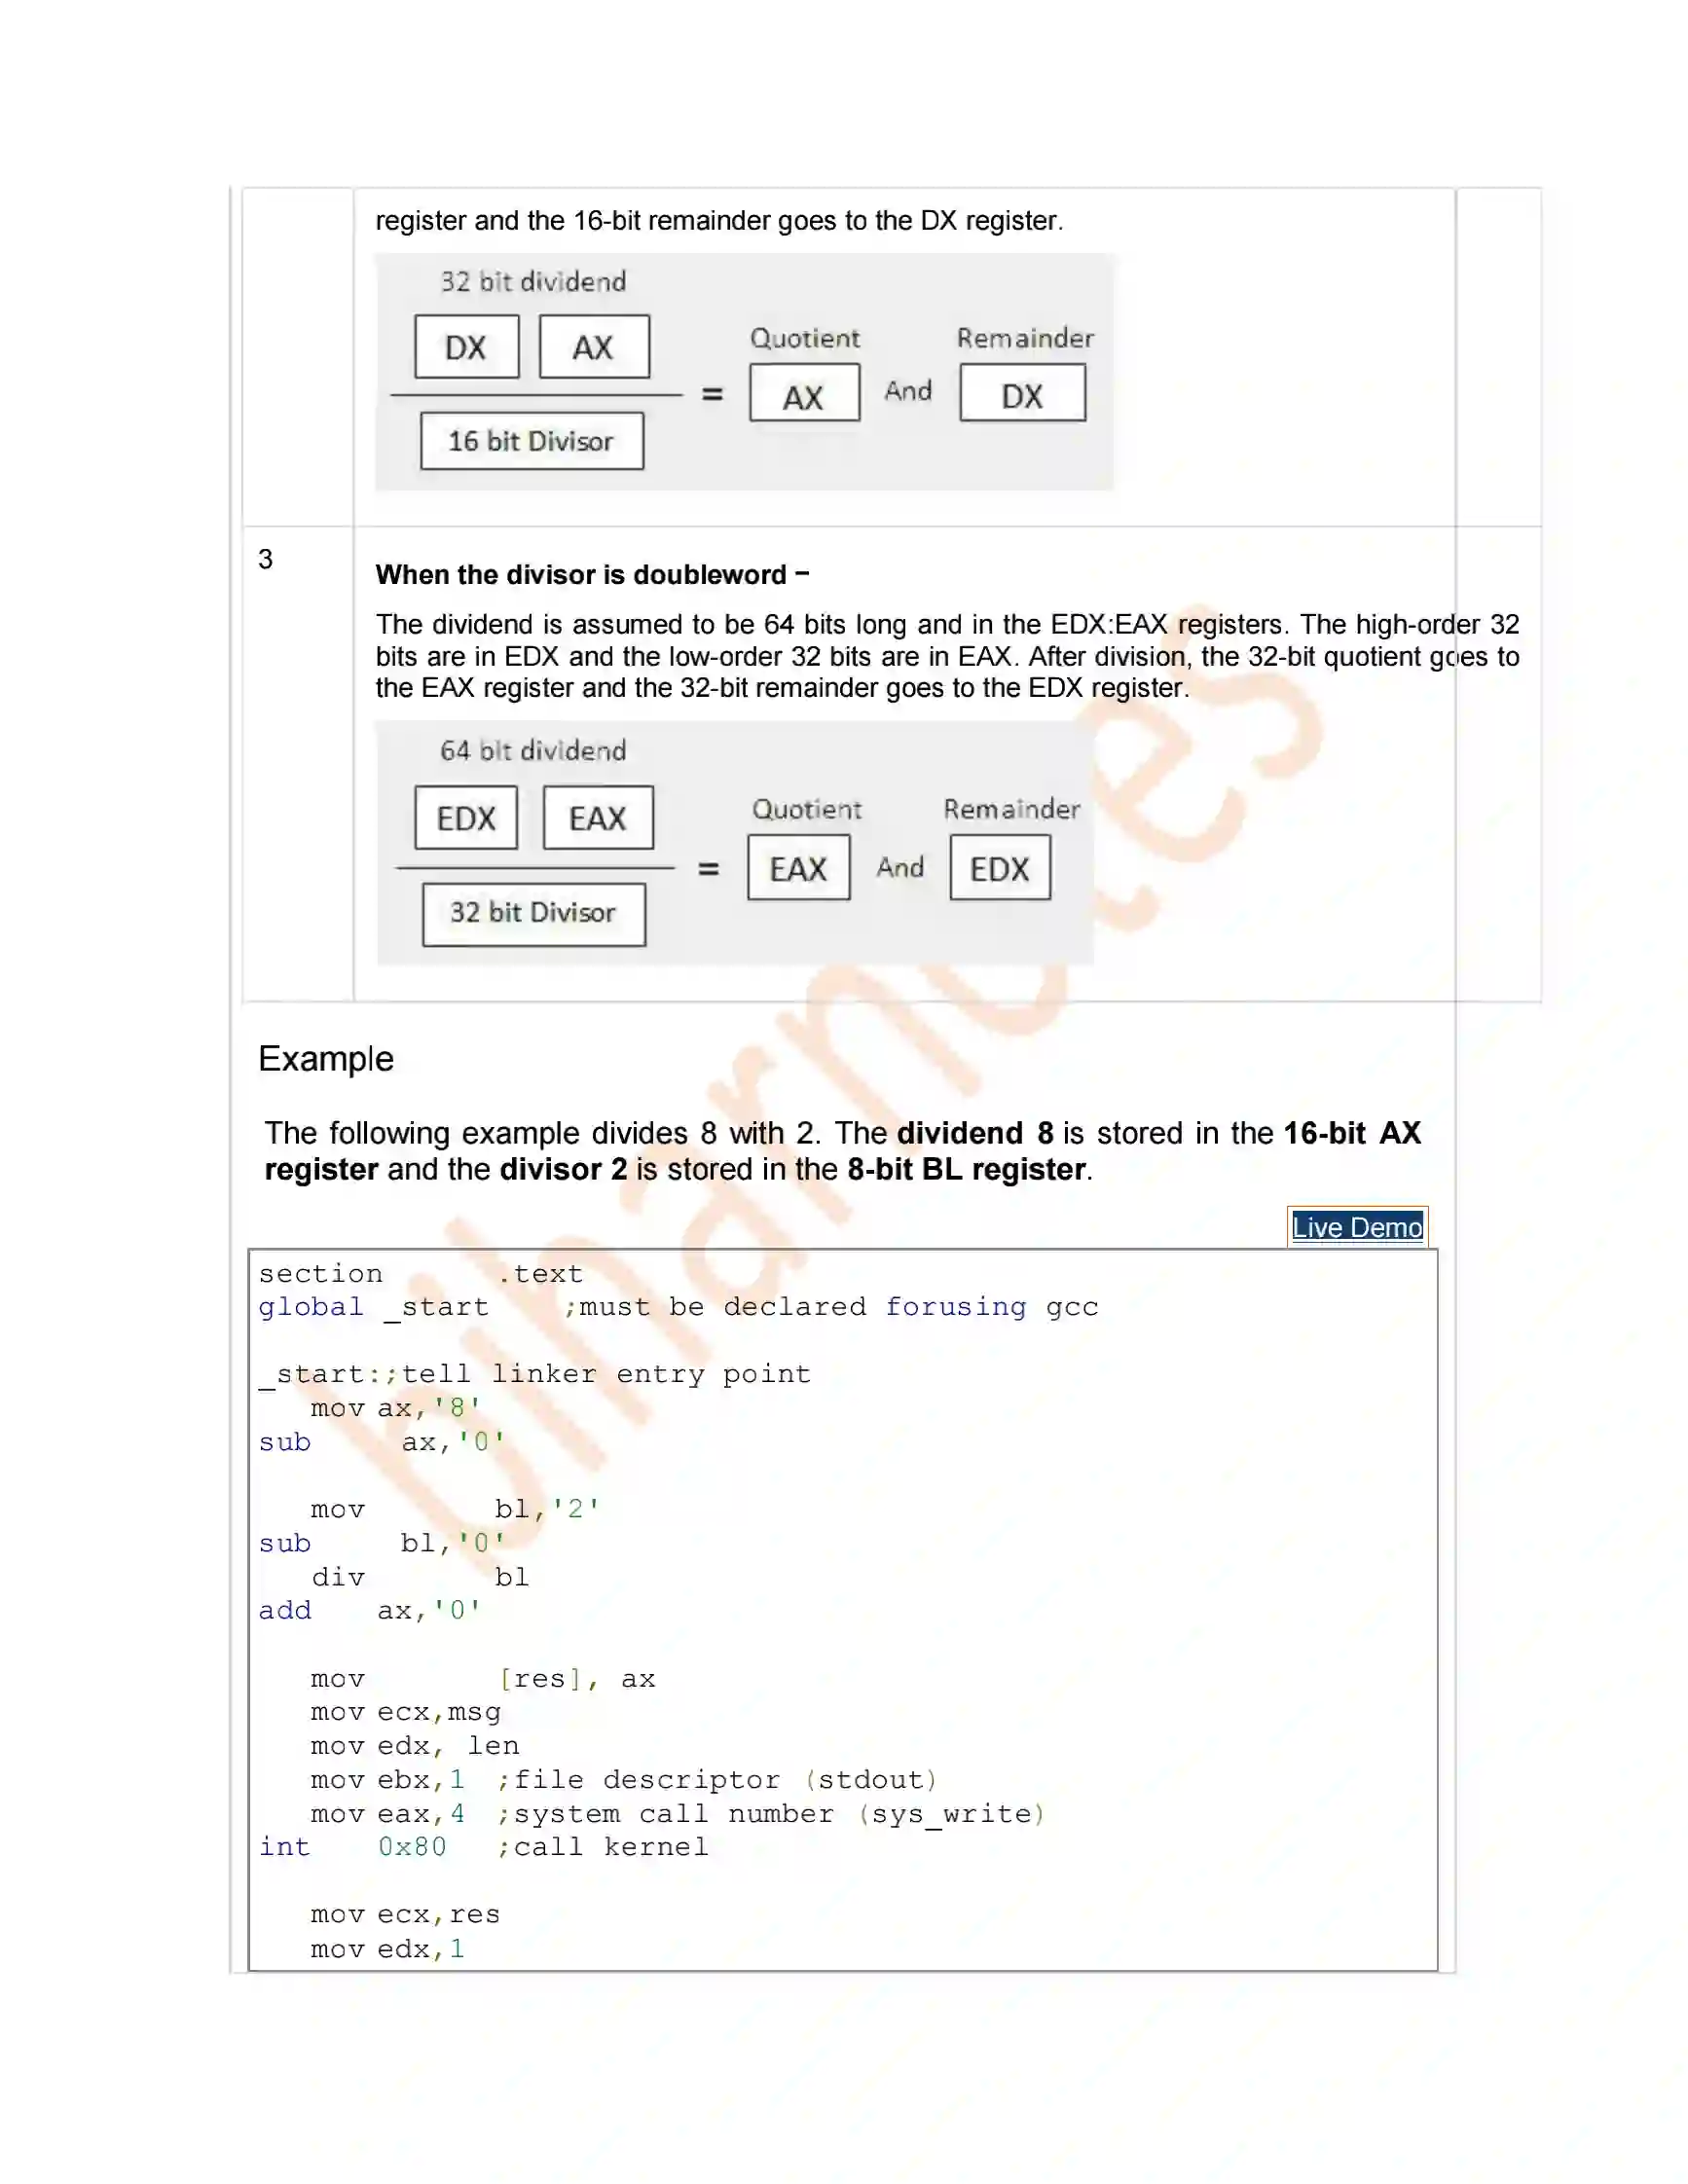 register and the 16-bit remainder goes to the DX register.
32 bit dividend
DX AX
Quotient Remainder
= AX And DX
16 bit Divisor
3
When the divisor is doubleword −
The dividend is assumed to be 64 bits long and in the EDX:EAX registers. The high-order 32
bits are in EDX and the low-order 32 bits are in EAX. After division, the 32-bit quotient goes to
the EAX register and the 32-bit remainder goes to the EDX register.
64 bit dividend
EDX EAX
Quotient Remainder
= EAX And EDX
32 bit Divisor
Example
The following example divides 8 with 2. The dividend 8 is stored in the 16-bit AX
register and the divisor 2 is stored in the 8-bit BL register.
Live Demo
section .text
global _start ;must be declared forusing gcc
_start:;tell linker entry point
mov ax,'8'
sub ax,'0'
mov bl,'2'
sub bl,'0'
div bl
add ax,'0'
mov [res], ax
mov ecx,msg
mov edx, len
mov ebx,1 ;file descriptor (stdout)
mov eax,4 ;system call number (sys_write)
int 0x80 ;call kernel
mov ecx,res
mov edx,1